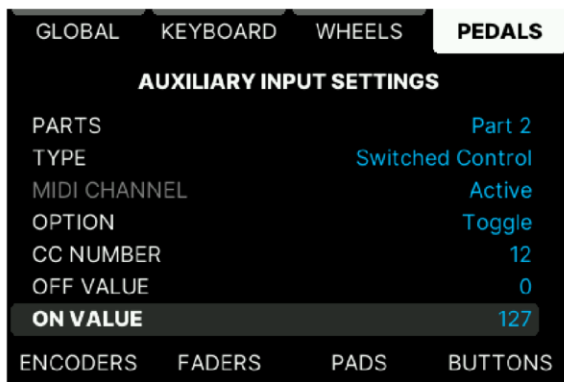 GLOBAL KEYBOARD WHEELS PEDALS
AUXILIARY INPUT SETTINGS
PARTS Part 2
TYPE Switched Control
MIDI CHANNEL Active
OPTION Toggle
CC NUMBER 12
OFF VALUE 0
ON VALUE 127
ENCODERS FADERS PADS BUTTONS